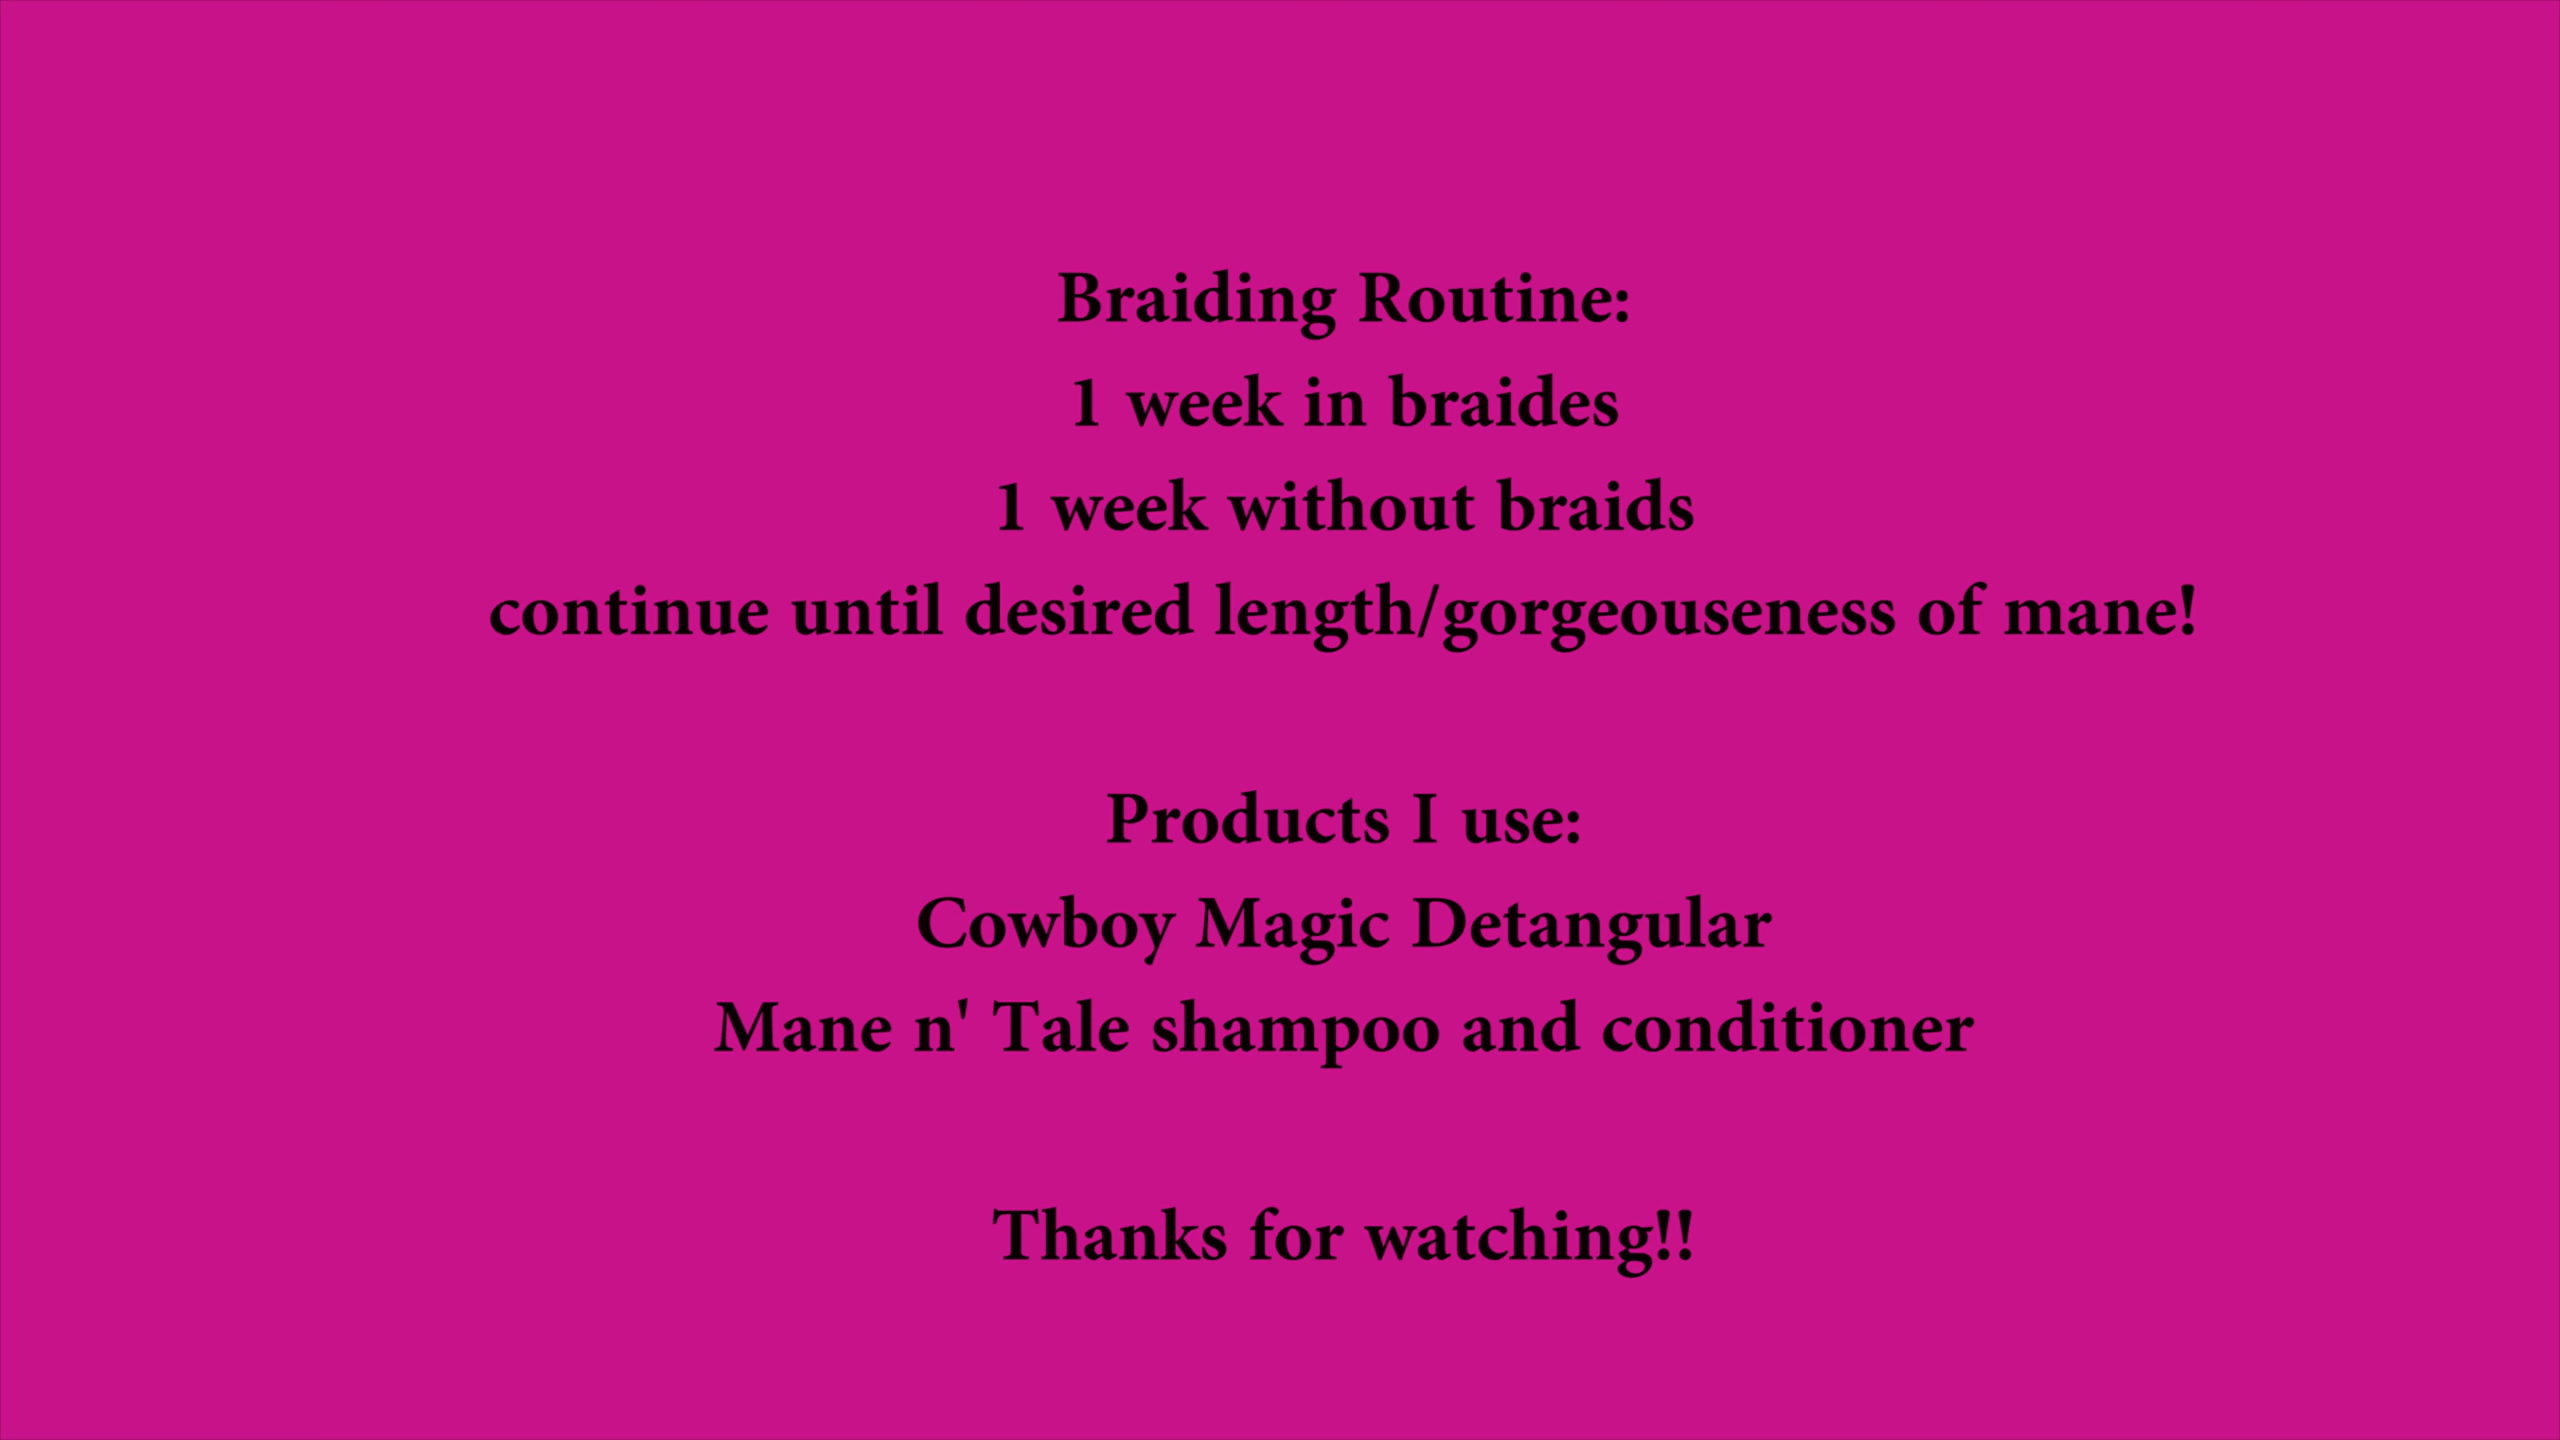 Braiding Routine:
1 week in braides
1 week without braids
continue until desired length/gorgeouseness of mane!
Products I use:
Cowboy Magic Detangular
Mane n' Tale shampoo and conditioner
Thanks for watching!!